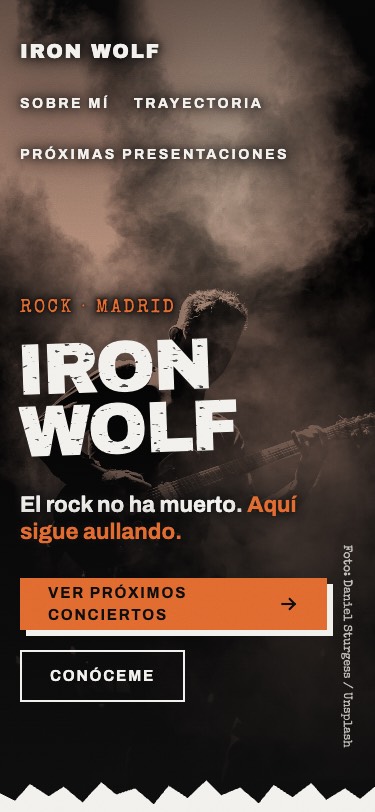 IRON WOLF
SOBRE MÍ TRAYECTORIA
PRÓXIMAS PRESENTACIONES
ROCK · MADRID
IRON
WOLF
El rock no ha muerto. Aquí
sigue aullando.
VER PRÓXIMOS
CONCIERTOS →
CONÓCEME
Foto: Daniel Sturgess / Unsplash